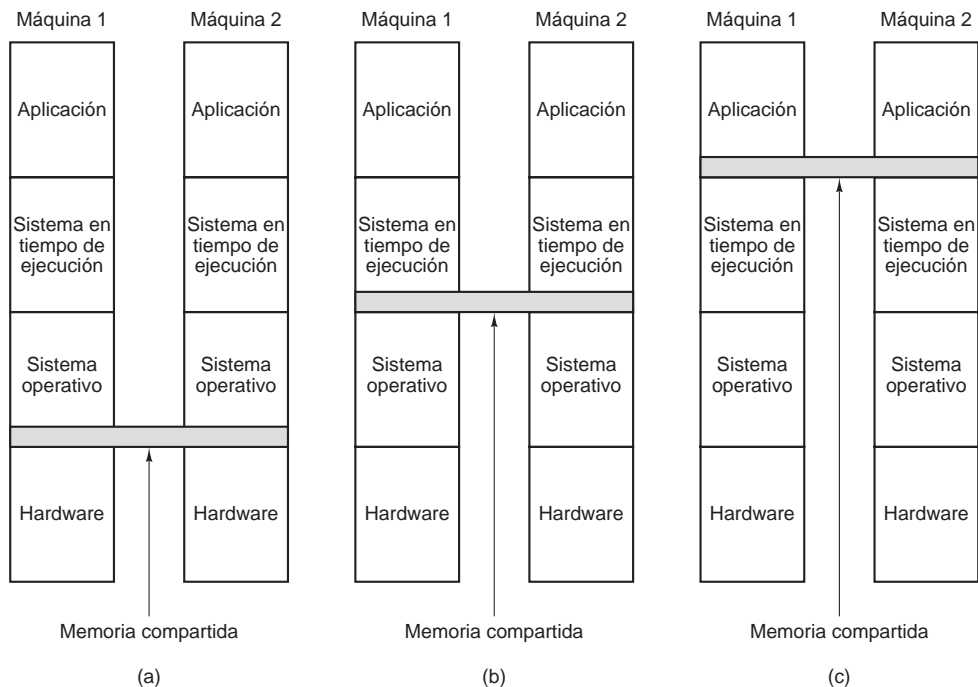 Máquina 1
Máquina 2
Máquina 1
Máquina 2
Máquina 1
Máquina 2
Aplicación
Aplicación
Aplicación
Aplicación
Aplicación
Aplicación
Sistema en
tiempo de
ejecución
Sistema en
tiempo de
ejecución
Sistema en
tiempo de
ejecución
Sistema en
tiempo de
ejecución
Sistema en
tiempo de
ejecución
Sistema en
tiempo de
ejecución
Sistema
operativo
Sistema
operativo
Sistema
operativo
Sistema
operativo
Sistema
operativo
Sistema
operativo
Hardware
Hardware
Hardware
Hardware
Hardware
Hardware
Memoria compartida
Memoria compartida
Memoria compartida
(a)
(b)
(c)